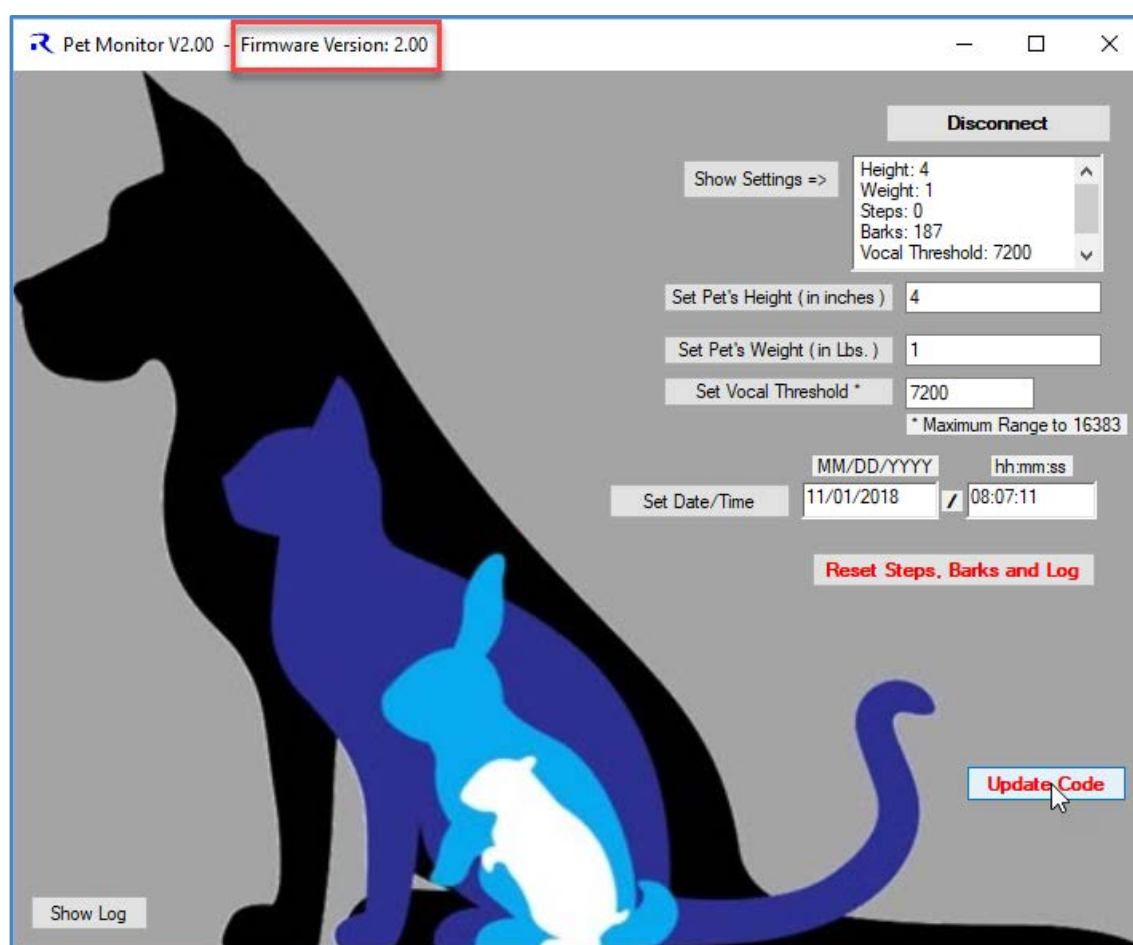 Pet Monitor V2.00 - Firmware Version: 2.00
Disconnect
Show Settings =>
Height: 4
Weight: 1
Steps: 0
Barks: 187
Vocal Threshold: 7200
Set Pet's Height ( in inches ) 4
Set Pet's Weight ( in Lbs. ) 1
Set Vocal Threshold * 7200
* Maximum Range to 16383
MM/DD/YYYY hh:mm:ss
Set Date/Time 11/01/2018 / 08:07:11
Reset Steps, Barks and Log
Update Code
Show Log